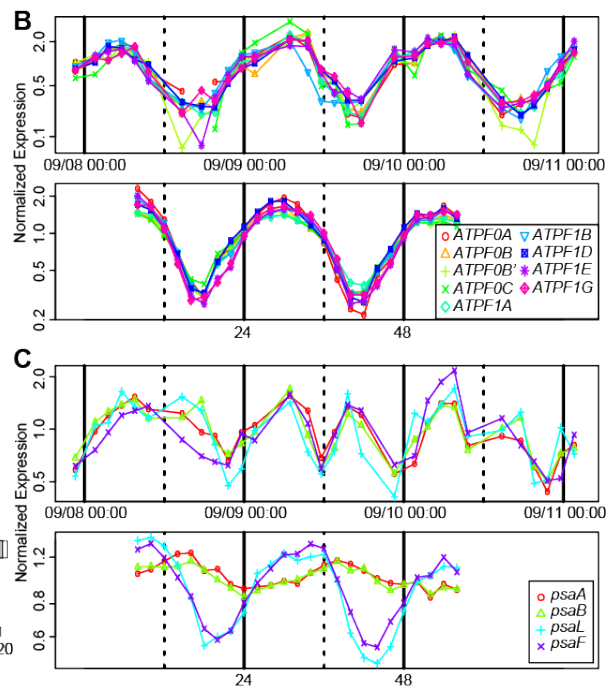 B
Normalized Expression
2.0
0.5
0.1
09/08 00:00 09/09 00:00 09/10 00:00 09/11 00:00
2.0
1.0
0.5
0.2
ATPF0A ATPF1B
ATPF0B ATPF1D
ATPF0B' ATPF1E
ATPF0C ATPF1G
ATPF1A
24 48
C
Normalized Expression
2.0
1.0
0.5
09/08 00:00 09/09 00:00 09/10 00:00 09/11 00:00
1.2
0.8
0.6
psaA
psaB
psaL
psaF
24 48
20